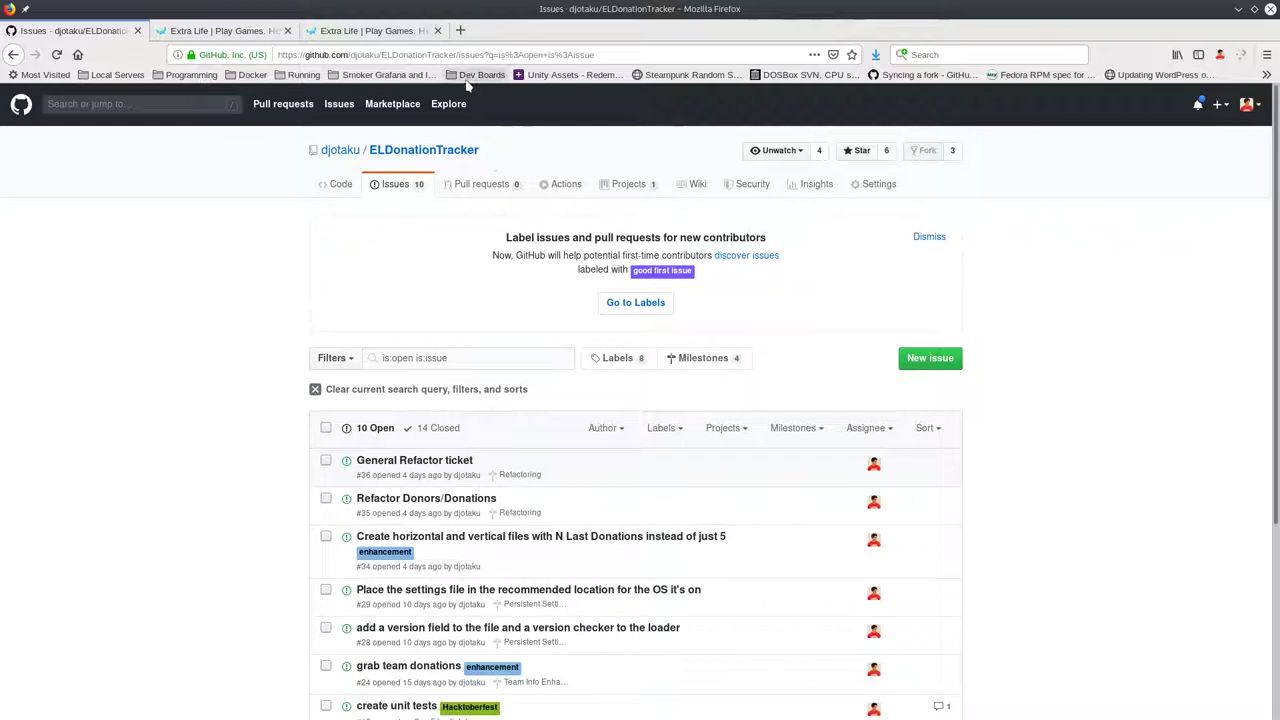 Issues · djotaku/ELDonationTracker - Mozilla Firefox
Issues · djotaku/ELDonation
Extra Life | Play Games. He
Extra Life | Play Games. He
GitHub, Inc. (US)
https://github.com/djotaku/ELDonationTracker/issues?q=is%3Aopen+is%3Aissue
Search
Most Visited
Local Servers
Programming
Docker
Running
Smoker Grafana and I...
Dev Boards
Unity Assets - Redem...
Steampunk Random S...
DOSBox SVN, CPU s...
Syncing a fork - GitHu...
Fedora RPM spec for ...
Updating WordPress o...
Search or jump to...
/
Pull requests
Issues
Marketplace
Explore
djotaku / ELDonationTracker
Unwatch 4
Star 6
Fork 3
Code
Issues 10
Pull requests 0
Actions
Projects 1
Wiki
Security
Insights
Settings
Label issues and pull requests for new contributors
Dismiss
Now, GitHub will help potential first-time contributors discover issues
labeled with good first issue
Go to Labels
Filters
is:open is:issue
Labels 8
Milestones 4
New issue
Clear current search query, filters, and sorts
10 Open
14 Closed
Author
Labels
Projects
Milestones
Assignee
Sort
General Refactor ticket
#36 opened 4 days ago by djotaku Refactoring
Refactor Donors/Donations
#35 opened 4 days ago by djotaku Refactoring
Create horizontal and vertical files with N Last Donations instead of just 5
enhancement
#34 opened 4 days ago by djotaku
Place the settings file in the recommended location for the OS it's on
#29 opened 10 days ago by djotaku Persistent Setti...
add a version field to the file and a version checker to the loader
#28 opened 10 days ago by djotaku Persistent Setti...
grab team donations enhancement
#24 opened 15 days ago by djotaku Team Info Enha...
create unit tests Hacktoberfest
1